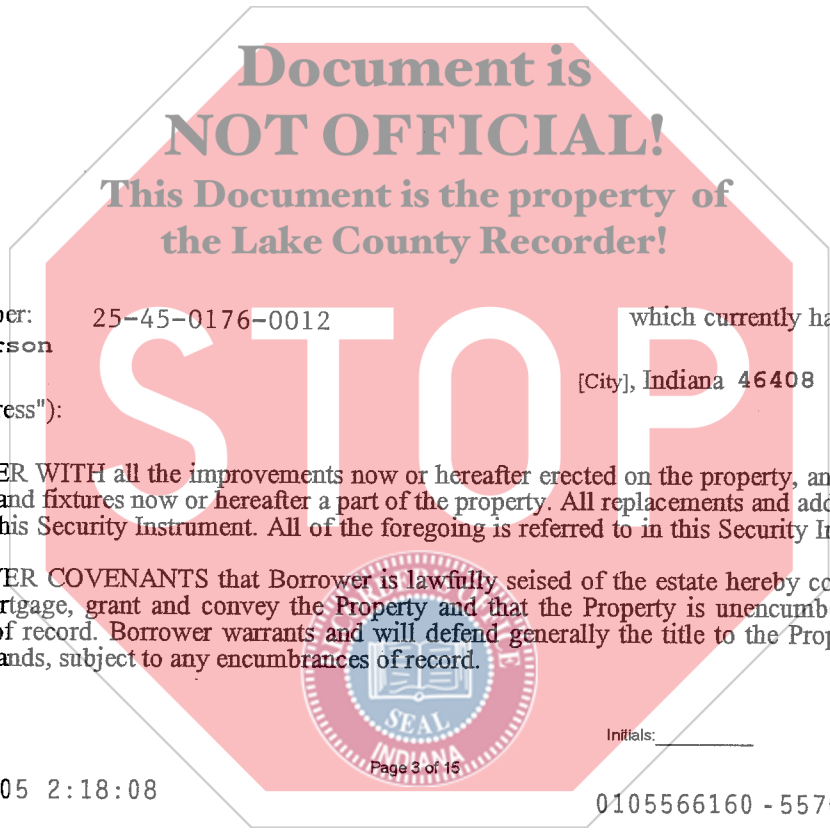 Document is
NOT OFFICIAL!
This Document is the property of
the Lake County Recorder!
STOP
per: 25-45-0176-0012 which currently ha
rson
[City], Indiana 46408
ress"):
ER WITH all the improvements now or hereafter erected on the property, an
and fixtures now or hereafter a part of the property. All replacements and add
his Security Instrument. All of the foregoing is referred to in this Security In
ER COVENANTS that Borrower is lawfully seised of the estate hereby co
rtgage, grant and convey the Property and that the Property is unencumb
of record. Borrower warrants and will defend generally the title to the Prop
ands, subject to any encumbrances of record.
RECORDER'S OFFICE
SEAL
INDIANA
Initials:
Page 3 of 15
05 2:18:08
0105566160 - 557